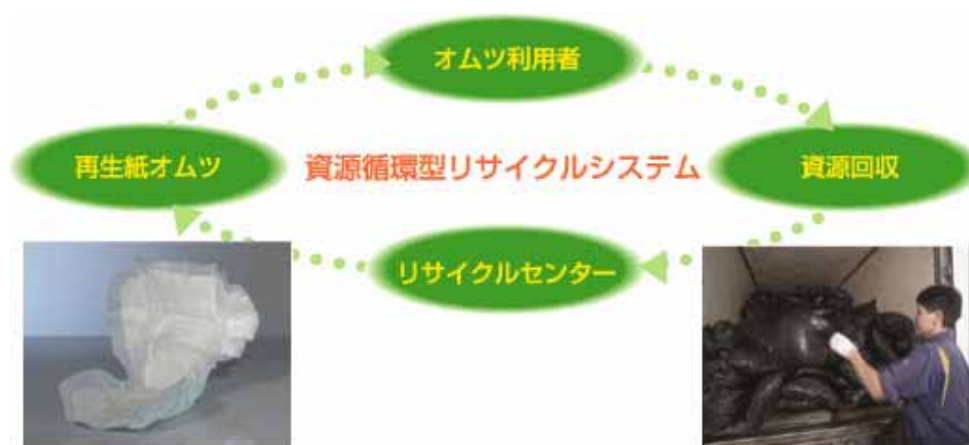 オムツ利用者
再生紙オムツ
資源循環型リサイクルシステム
資源回収
リサイクルセンター